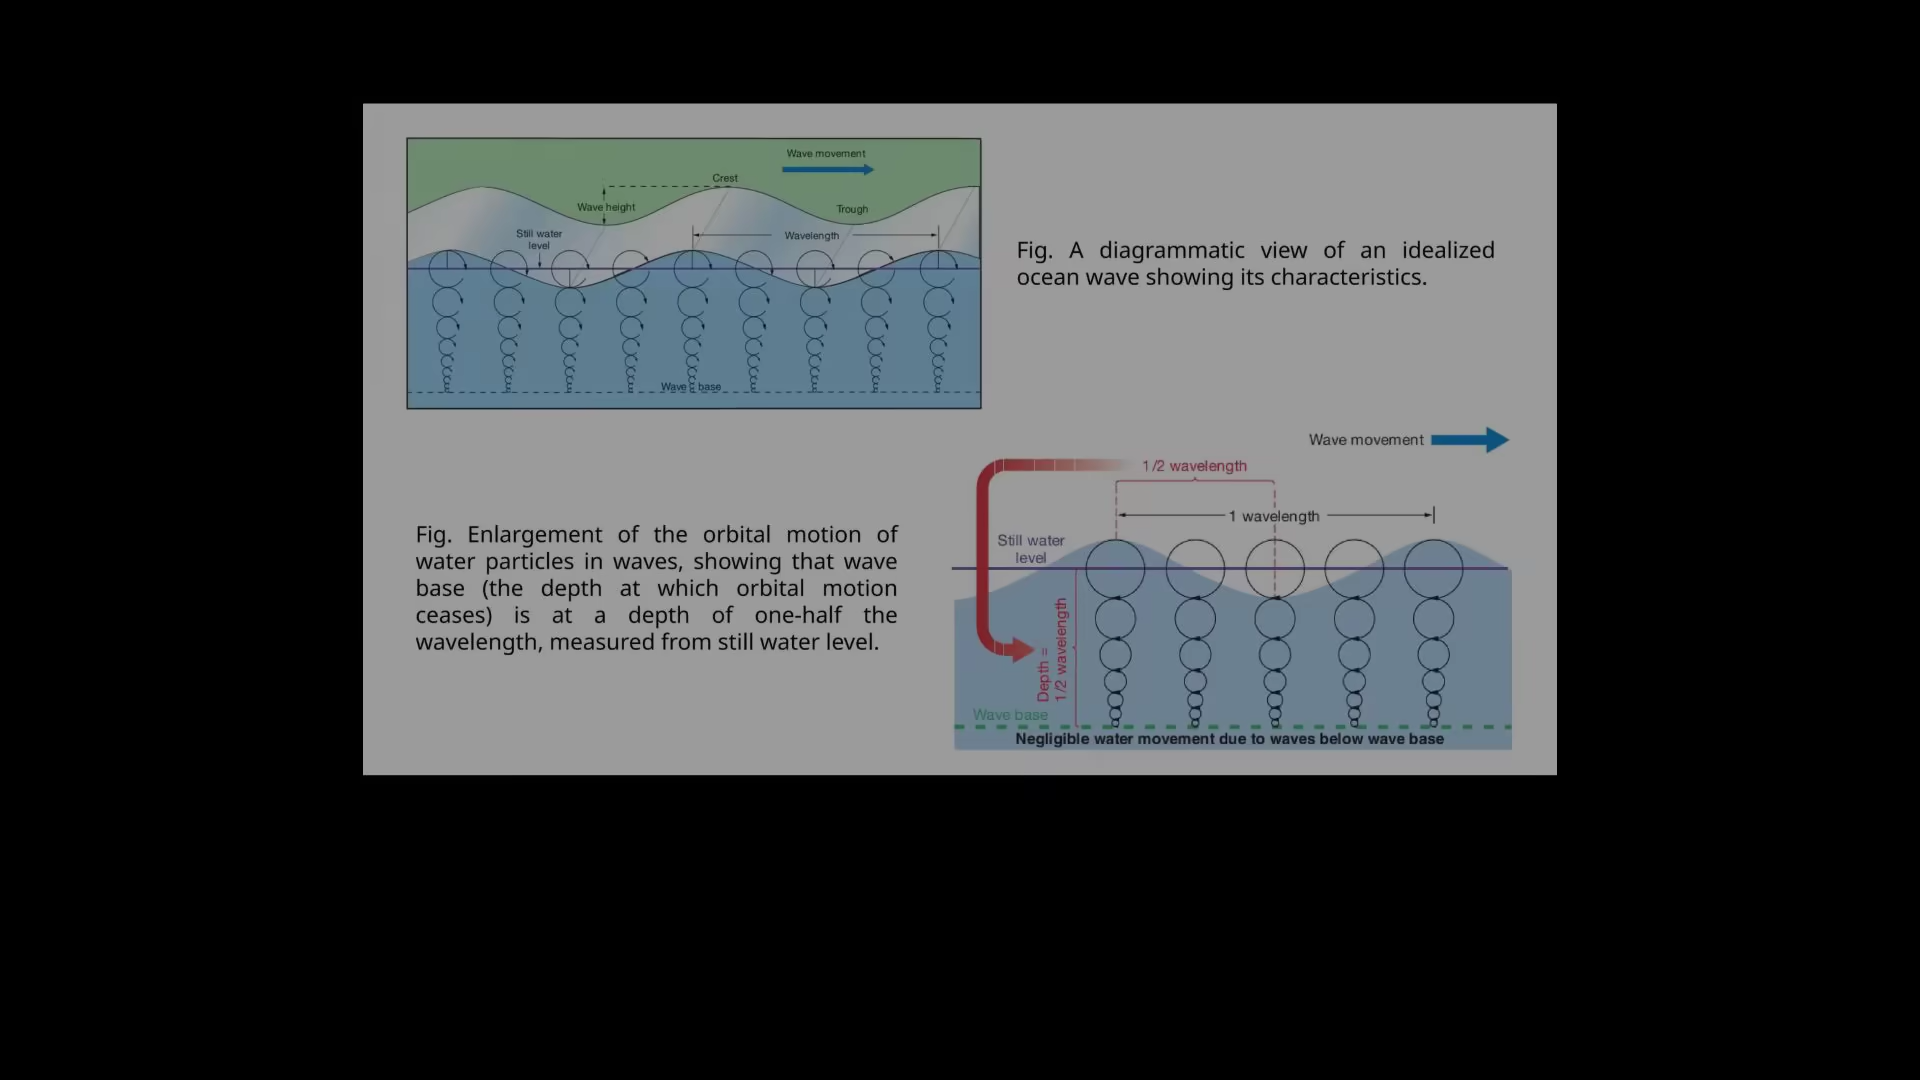 Wave movement
Crest
Wave height
Trough
Still water
level
Wavelength
Wave base
Fig. A diagrammatic view of an idealized
ocean wave showing its characteristics.
Wave movement
1/2 wavelength
1 wavelength
Still water
level
Depth =
1/2 wavelength
Wave base
Negligible water movement due to waves below wave base
Fig. Enlargement of the orbital motion of
water particles in waves, showing that wave
base (the depth at which orbital motion
ceases) is at a depth of one-half the
wavelength, measured from still water level.